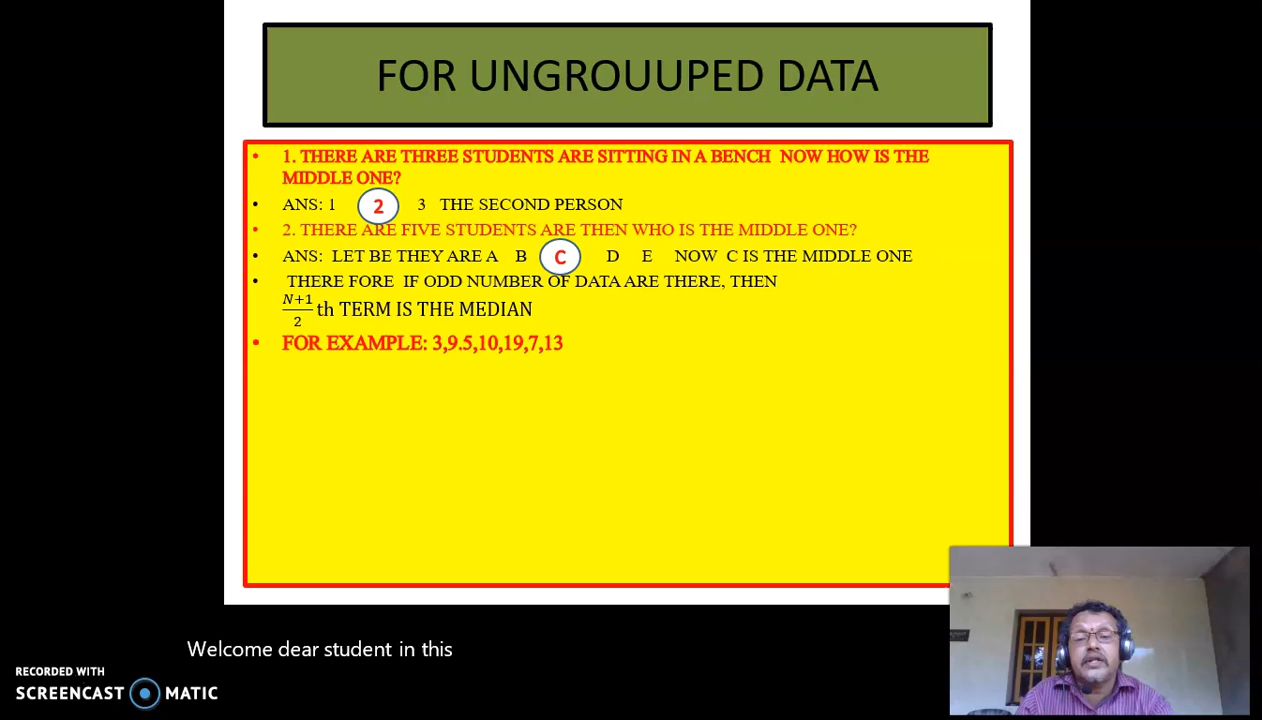 FOR UNGROUUPED DATA
• 1. THERE ARE THREE STUDENTS ARE SITTING IN A BENCH NOW HOW IS THE
MIDDLE ONE?
• ANS: 1 2 3 THE SECOND PERSON
• 2. THERE ARE FIVE STUDENTS ARE THEN WHO IS THE MIDDLE ONE?
• ANS: LET BE THEY ARE A B C D E NOW C IS THE MIDDLE ONE
• THERE FORE IF ODD NUMBER OF DATA ARE THERE, THEN
N+1/2 th TERM IS THE MEDIAN
• FOR EXAMPLE: 3,9.5,10,19,7,13
Welcome dear student in this
RECORDED WITH
SCREENCAST MATIC